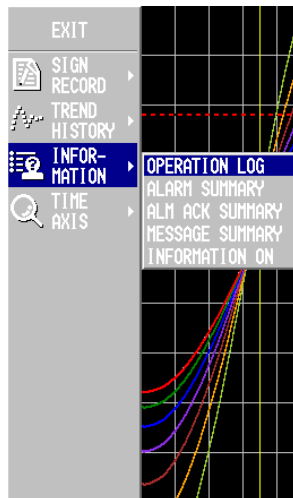 EXIT
SIGN
RECORD
TREND
HISTORY
INFOR-
MATION
TIME
AXIS
OPERATION LOG
ALARM SUMMARY
ALM ACK SUMMARY
MESSAGE SUMMARY
INFORMATION ON